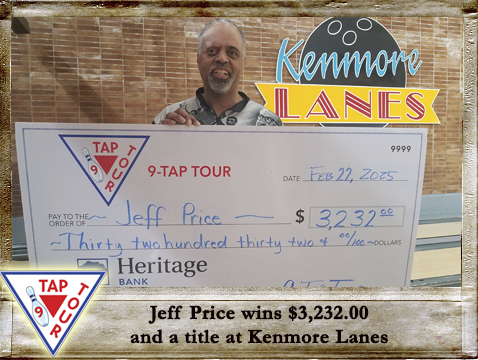 Kenmore
LANES
9999
TAP
9
TOUR
9-TAP TOUR
DATE Feb 22, 2025
PAY TO THE
ORDER OF ~ Jeff Price $ 3,232.00
~Thirty two hundred thirty two & 00/100 ~ DOLLARS
Heritage
BANK
TAP
9
TOUR
Jeff Price wins $3,232.00
and a title at Kenmore Lanes